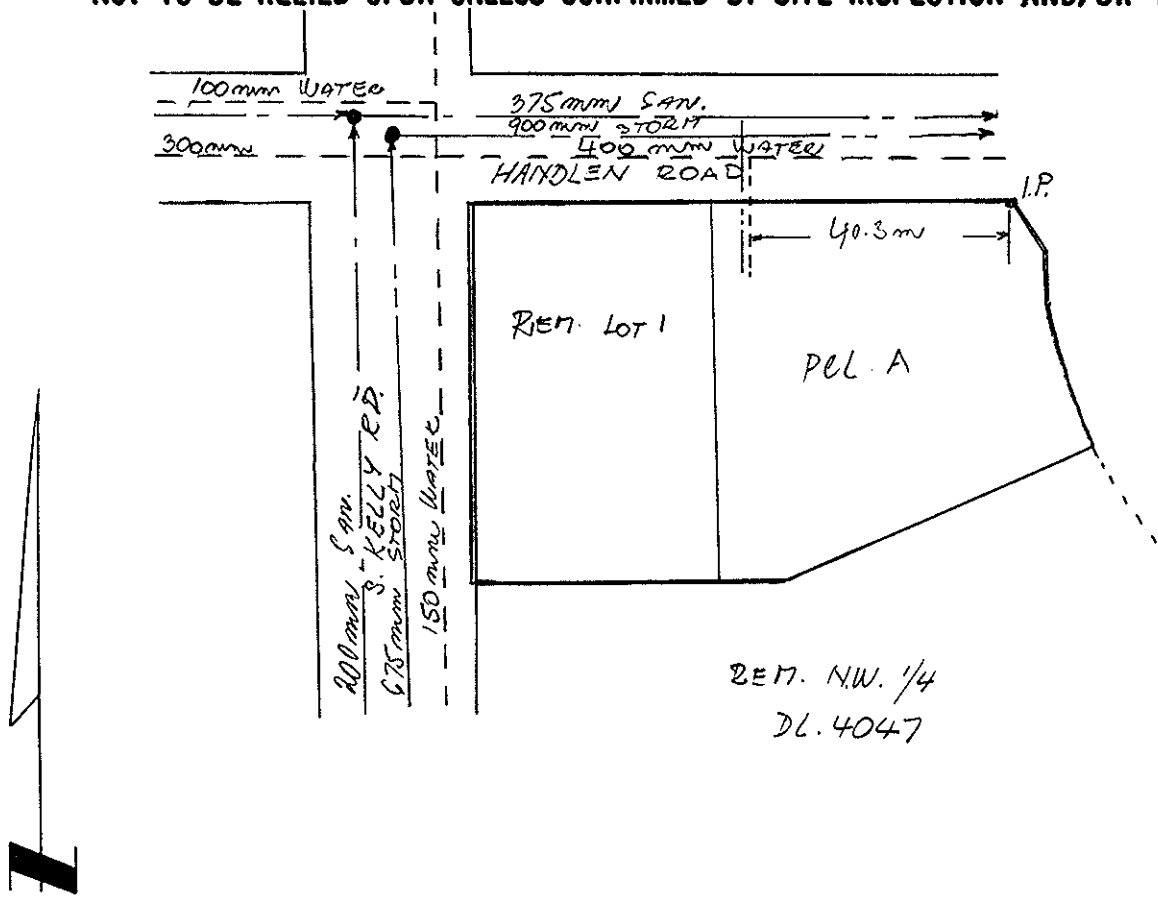 NOT TO BE RELIED UPON UNLESS CONFIRMED BY SITE INSPECTION AND/OR
100mm WATER
375mm SAN.
900mm STORM
300mm
400mm WATER
HANDLEN ROAD
I.P.
40.3m
REM. LOT 1
PCL. A
200mm SAN.
S. KELLY RD.
675mm STORM
150mm WATER
REM. N.W. 1/4
DL. 4047